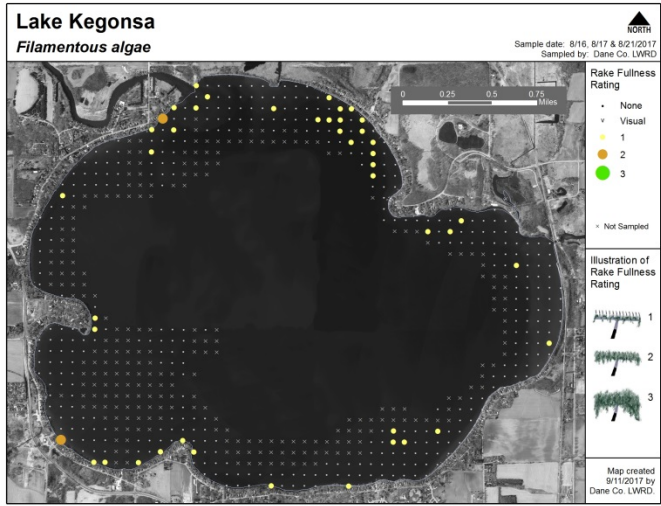 Lake Kegonsa
Filamentous algae
NORTH
Sample date: 8/16, 8/17 & 8/21/2017
Sampled by: Dane Co. LWRD
0 0.25 0.5 0.75
Miles
Rake Fullness
Rating
None
Visual
1
2
3
× Not Sampled
Illustration of
Rake Fullness
Rating
1
2
3
Map created
9/11/2017 by
Dane Co. LWRD.